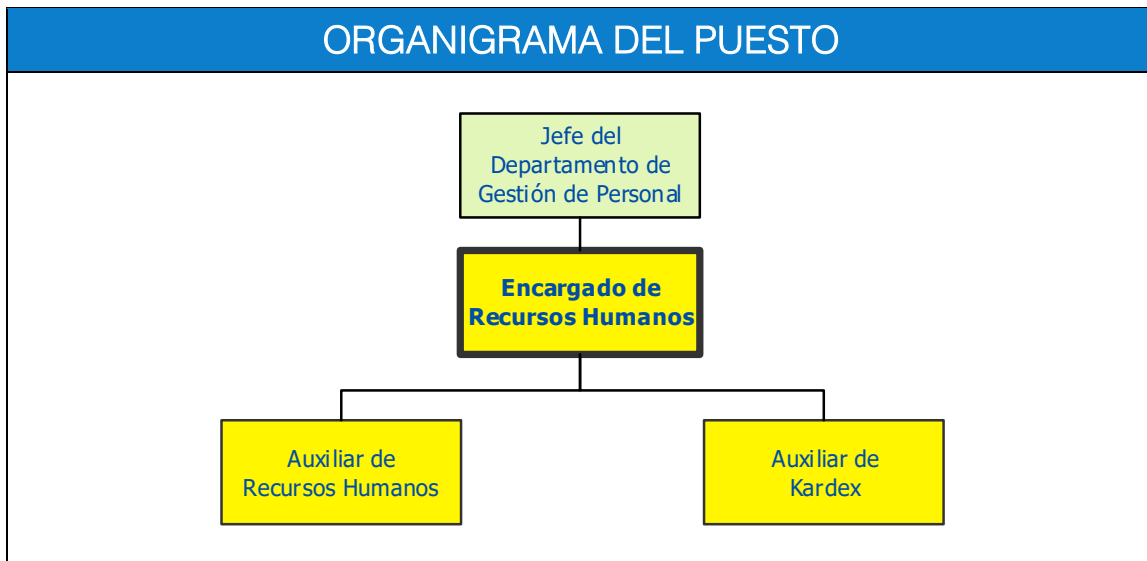 ORGANIGRAMA DEL PUESTO
Jefe del
Departamento de
Gestión de Personal
Encargado de
Recursos Humanos
Auxiliar de
Recursos Humanos
Auxiliar de
Kardex